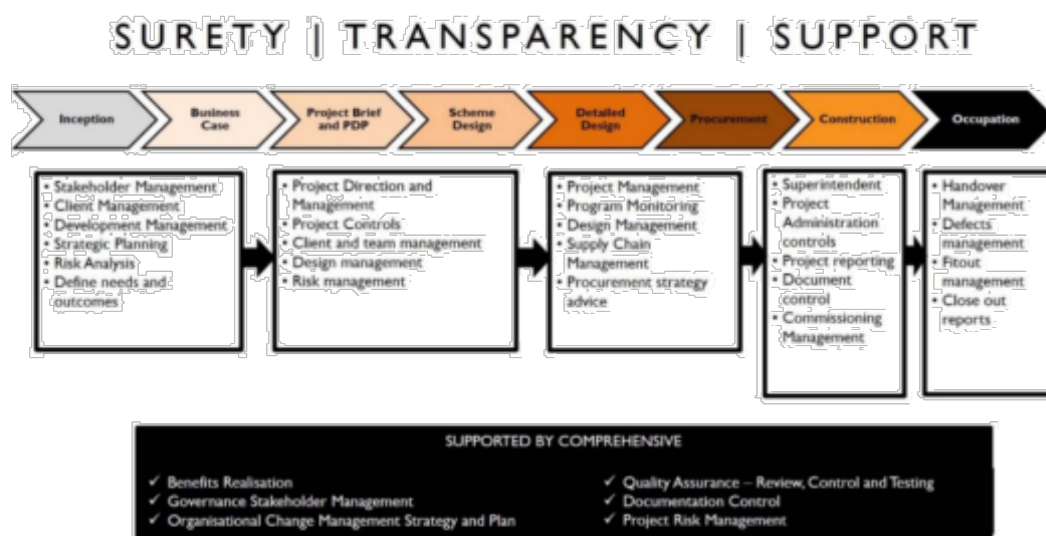 SURETY | TRANSPARENCY | SUPPORT
Inception
Business
Case
Project Brief
and PDP
Scheme
Design
Detailed
Design
Procurement
Construction
Occupation
• Stakeholder Management
• Client Management
• Development Management
• Strategic Planning
• Risk Analysis
• Define needs and
outcomes
• Project Direction and
Management
• Project Controls
• Client and team management
• Design management
• Risk management
• Project Management
• Program Monitoring
• Design Management
• Supply Chain
Management
• Procurement strategy
advice
• Superintendent
• Project
Administration
controls
• Project reporting
• Document
control
• Commissioning
Management
• Handover
Management
• Defects
management
• Fitout
management
• Close out
reports
SUPPORTED BY COMPREHENSIVE
✓ Benefits Realisation
✓ Governance Stakeholder Management
✓ Organisational Change Management Strategy and Plan
✓ Quality Assurance – Review, Control and Testing
✓ Documentation Control
✓ Project Risk Management